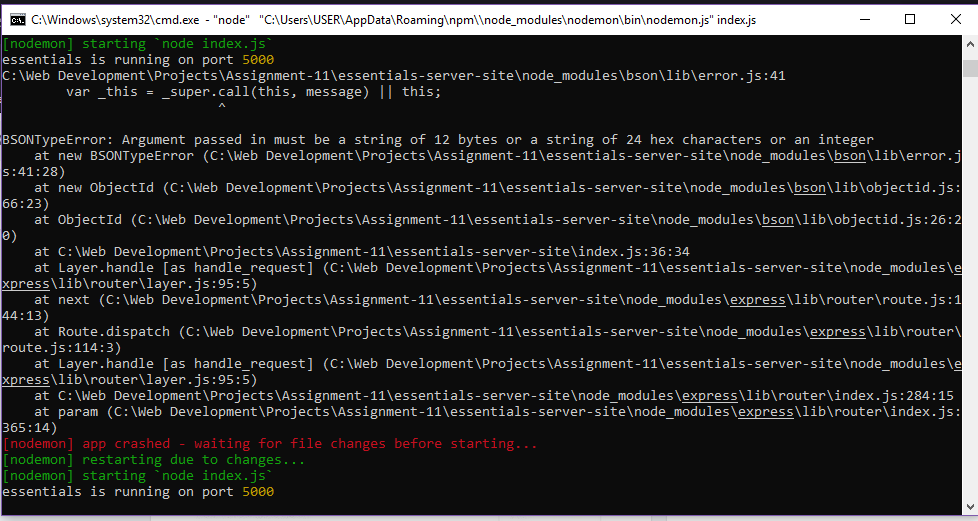 C:\Windows\system32\cmd.exe - "node" "C:\Users\USER\AppData\Roaming\npm\\node_modules\nodemon\bin\nodemon.js" index.js
[nodemon] starting `node index.js`
essentials is running on port 5000
C:\Web Development\Projects\Assignment-11\essentials-server-site\node_modules\bson\lib\error.js:41
        var _this = _super.call(this, message) || this;
                           ^
BSONTypeError: Argument passed in must be a string of 12 bytes or a string of 24 hex characters or an integer
    at new BSONTypeError (C:\Web Development\Projects\Assignment-11\essentials-server-site\node_modules\bson\lib\error.j
s:41:28)
    at new ObjectId (C:\Web Development\Projects\Assignment-11\essentials-server-site\node_modules\bson\lib\objectid.js:
66:23)
    at ObjectId (C:\Web Development\Projects\Assignment-11\essentials-server-site\node_modules\bson\lib\objectid.js:26:2
0)
    at C:\Web Development\Projects\Assignment-11\essentials-server-site\index.js:36:34
    at Layer.handle [as handle_request] (C:\Web Development\Projects\Assignment-11\essentials-server-site\node_modules\e
xpress\lib\router\layer.js:95:5)
    at next (C:\Web Development\Projects\Assignment-11\essentials-server-site\node_modules\express\lib\router\route.js:1
44:13)
    at Route.dispatch (C:\Web Development\Projects\Assignment-11\essentials-server-site\node_modules\express\lib\router\
route.js:114:3)
    at Layer.handle [as handle_request] (C:\Web Development\Projects\Assignment-11\essentials-server-site\node_modules\e
xpress\lib\router\layer.js:95:5)
    at C:\Web Development\Projects\Assignment-11\essentials-server-site\node_modules\express\lib\router\index.js:284:15
    at param (C:\Web Development\Projects\Assignment-11\essentials-server-site\node_modules\express\lib\router\index.js:
365:14)
[nodemon] app crashed - waiting for file changes before starting...
[nodemon] restarting due to changes...
[nodemon] starting `node index.js`
essentials is running on port 5000